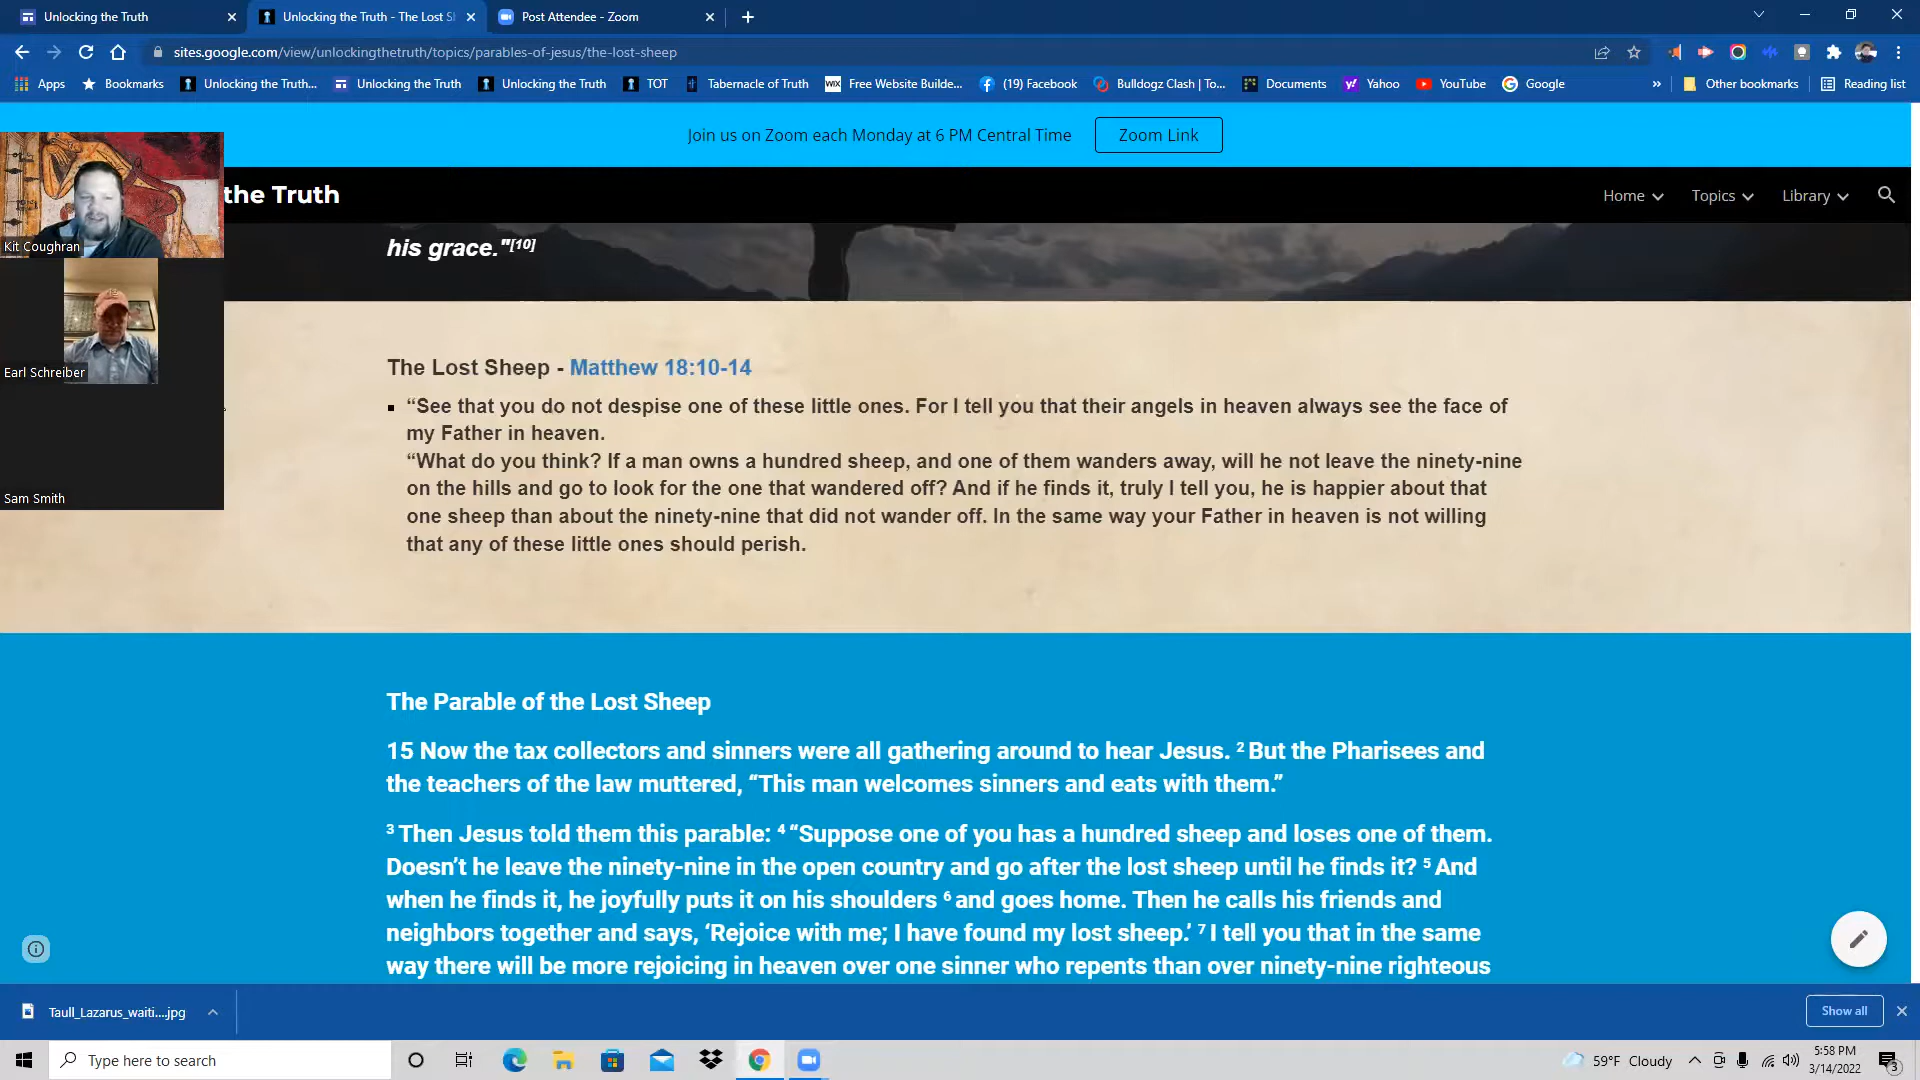 Unlocking the Truth
Unlocking the Truth - The Lost S
Post Attendee - Zoom
sites.google.com/view/unlockingthetruth/topics/parables-of-jesus/the-lost-sheep
Apps
Bookmarks
Unlocking the Truth...
Unlocking the Truth
Unlocking the Truth
TOT
Tabernacle of Truth
WIX
Free Website Builde...
(19) Facebook
Bulldogz Clash | To...
Documents
Yahoo
YouTube
Google
»
Other bookmarks
Reading list
Join us on Zoom each Monday at 6 PM Central Time
Zoom Link
the Truth
Home
Topics
Library
Kit Coughran
Earl Schreiber
Sam Smith
his grace."[10]
The Lost Sheep - Matthew 18:10-14
▪ “See that you do not despise one of these little ones. For I tell you that their angels in heaven always see the face of
my Father in heaven.
“What do you think? If a man owns a hundred sheep, and one of them wanders away, will he not leave the ninety-nine
on the hills and go to look for the one that wandered off? And if he finds it, truly I tell you, he is happier about that
one sheep than about the ninety-nine that did not wander off. In the same way your Father in heaven is not willing
that any of these little ones should perish.
The Parable of the Lost Sheep
15 Now the tax collectors and sinners were all gathering around to hear Jesus. 2 But the Pharisees and
the teachers of the law muttered, “This man welcomes sinners and eats with them.”
3 Then Jesus told them this parable: 4 “Suppose one of you has a hundred sheep and loses one of them.
Doesn’t he leave the ninety-nine in the open country and go after the lost sheep until he finds it? 5 And
when he finds it, he joyfully puts it on his shoulders 6 and goes home. Then he calls his friends and
neighbors together and says, ‘Rejoice with me; I have found my lost sheep.’ 7 I tell you that in the same
way there will be more rejoicing in heaven over one sinner who repents than over ninety-nine righteous
Taull_Lazarus_waiti....jpg
Show all
Type here to search
59°F Cloudy
5:58 PM
3/14/2022
3